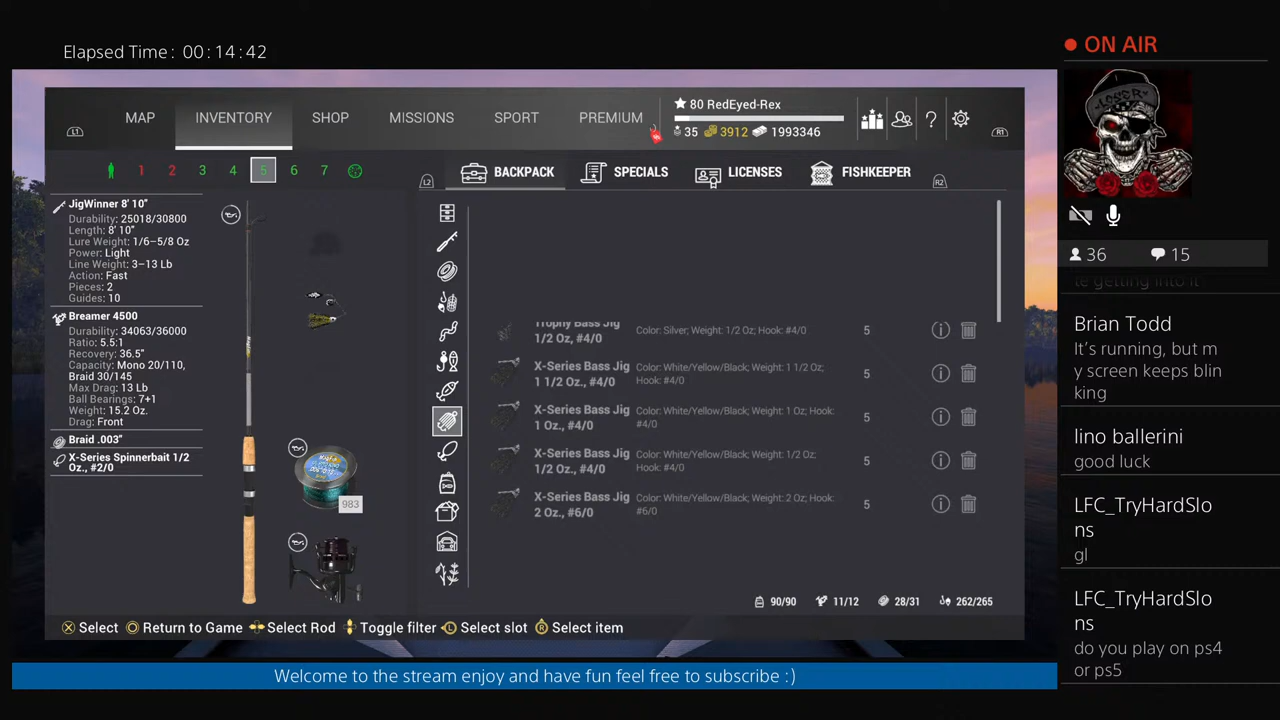 Elapsed Time: 00:14:42
ON AIR
MAP
INVENTORY
SHOP
MISSIONS
SPORT
PREMIUM
80 RedEyed-Rex
35 3912 1993346
L1
R1
1 2 3 4 5 6 7
L2
BACKPACK
SPECIALS
LICENSES
FISHKEEPER
R2
JigWinner 8' 10"
Durability: 25018/30800
Length: 8' 10"
Lure Weight: 1/6–5/8 Oz
Power: Light
Line Weight: 3–13 Lb
Action: Fast
Pieces: 2
Guides: 10
Breamer 4500
Durability: 34063/36000
Ratio: 5.5:1
Recovery: 36.5"
Capacity: Mono 20/110,
Braid 30/145
Max Drag: 13 Lb
Ball Bearings: 7+1
Weight: 15.2 Oz.
Drag: Front
Braid .003"
X-Series Spinnerbait 1/2
Oz., #2/0
983
Trophy Bass Jig
1/2 Oz, #4/0
Color: Silver; Weight: 1/2 Oz; Hook: #4/0
5
X-Series Bass Jig
1 1/2 Oz., #4/0
Color: White/Yellow/Black; Weight: 1 1/2 Oz;
Hook: #4/0
5
X-Series Bass Jig
1 Oz., #4/0
Color: White/Yellow/Black; Weight: 1 Oz; Hook:
#4/0
5
X-Series Bass Jig
1/2 Oz., #4/0
Color: White/Yellow/Black; Weight: 1/2 Oz;
Hook: #4/0
5
X-Series Bass Jig
2 Oz., #6/0
Color: White/Yellow/Black; Weight: 2 Oz; Hook:
#6/0
5
90/90
11/12
28/31
262/265
Select
Return to Game
Select Rod
Toggle filter
L Select slot
R Select item
Welcome to the stream enjoy and have fun feel free to subscribe :)
LOSER
36
15
te getting into it
Brian Todd
It's running, but m
y screen keeps blin
king
lino ballerini
good luck
LFC_TryHardSlo
ns
gl
LFC_TryHardSlo
ns
do you play on ps4
or ps5